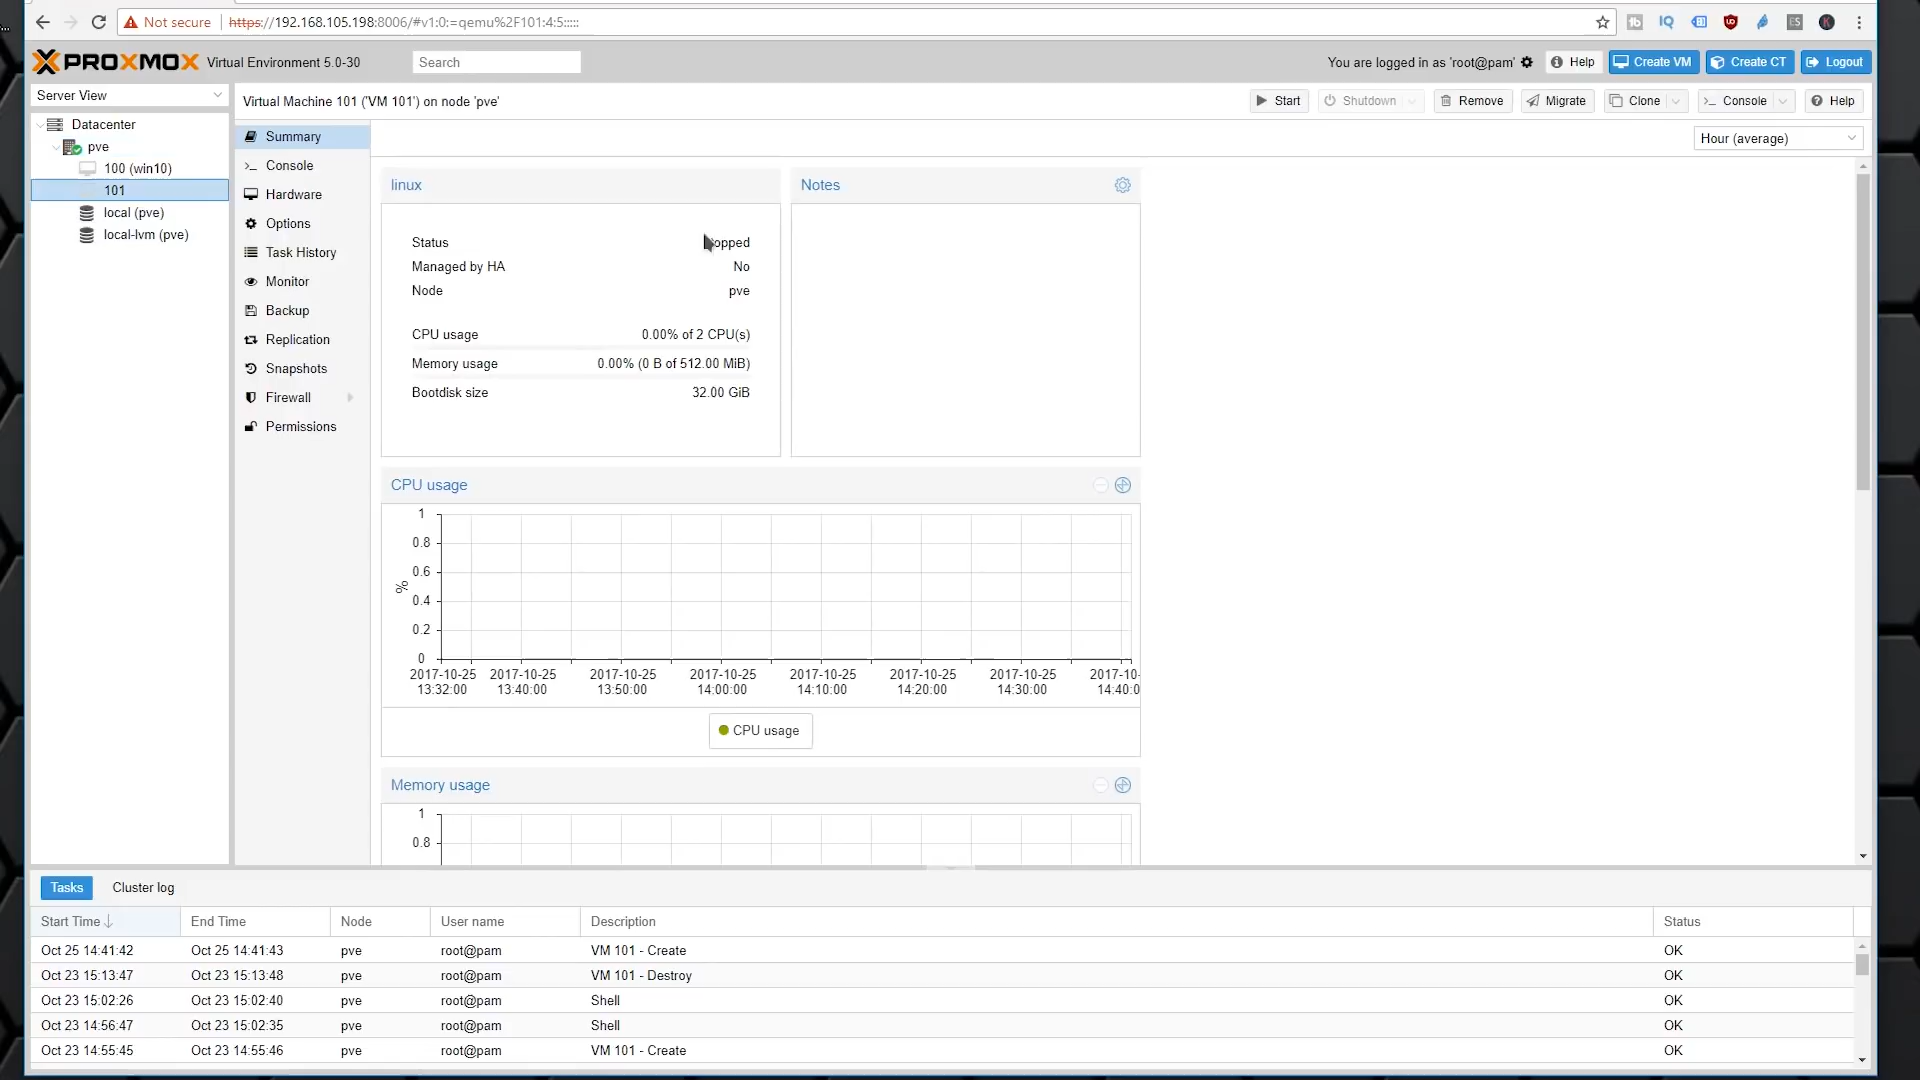 Not secure https://192.168.105.198:8006/#v1:0:=qemu%2F101:4:5:::::
PROXMOX Virtual Environment 5.0-30 Search You are logged in as 'root@pam' Help Create VM Create CT Logout
Server View
Virtual Machine 101 ('VM 101') on node 'pve' Start Shutdown Remove Migrate Clone Console Help
Datacenter
pve
100 (win10)
101
local (pve)
local-lvm (pve)
Summary
Console
Hardware
Options
Task History
Monitor
Backup
Replication
Snapshots
Firewall
Permissions
Hour (average)
linux
Status opped
Managed by HA No
Node pve
CPU usage 0.00% of 2 CPU(s)
Memory usage 0.00% (0 B of 512.00 MiB)
Bootdisk size 32.00 GiB
Notes
CPU usage
1
0.8
0.6
%
0.4
0.2
0
2017-10-25 2017-10-25 2017-10-25 2017-10-25 2017-10-25 2017-10-25 2017-10-25 2017-10-
13:32:00 13:40:00 13:50:00 14:00:00 14:10:00 14:20:00 14:30:00 14:40:0
CPU usage
Memory usage
1
0.8
Tasks Cluster log
Start Time End Time Node User name Description Status
Oct 25 14:41:42 Oct 25 14:41:43 pve root@pam VM 101 - Create OK
Oct 23 15:13:47 Oct 23 15:13:48 pve root@pam VM 101 - Destroy OK
Oct 23 15:02:26 Oct 23 15:02:40 pve root@pam Shell OK
Oct 23 14:56:47 Oct 23 15:02:35 pve root@pam Shell OK
Oct 23 14:55:45 Oct 23 14:55:46 pve root@pam VM 101 - Create OK